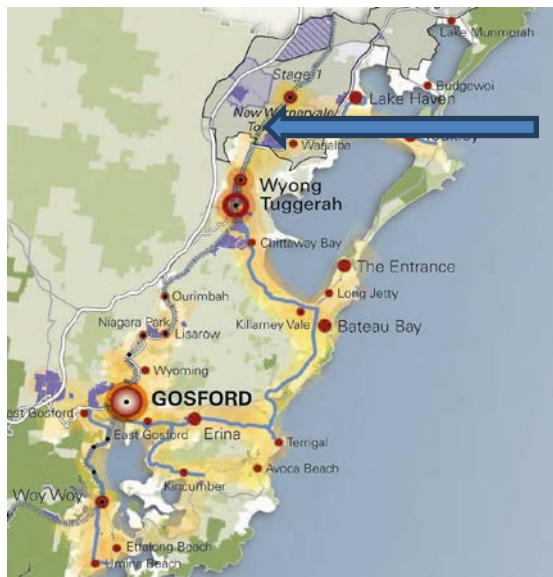 Lake Munmorah
Stage 1
Budgewoi
Lake Haven
New Warnervale
Wyong
Tuggerah
Chittaway Bay
The Entrance
Ourimbah
Long Jetty
Niagara Park
Lisarow
Killarney Vale
Bateau Bay
Wyoming
GOSFORD
East Gosford
Erina
Terrigal
Avoca Beach
Kincumber
Woy Woy
Ettalong Beach
Umina Beach